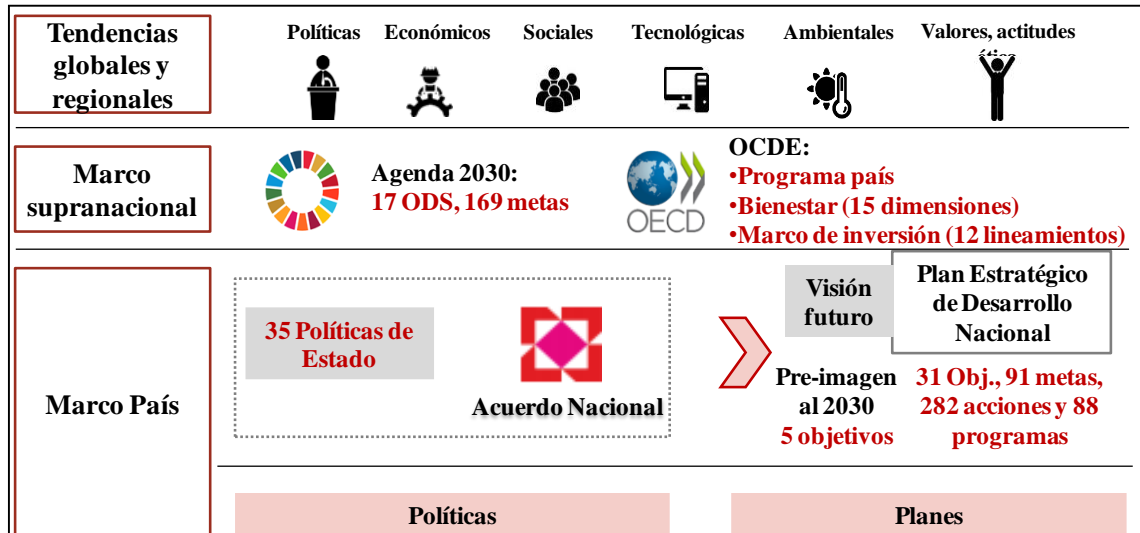 Tendencias
globales y
regionales
Políticas
Económicos
Sociales
Tecnológicas
Ambientales
Valores, actitudes
Marco
supranacional
Agenda 2030:
17 ODS, 169 metas
OECD
OCDE:
•Programa país
•Bienestar (15 dimensiones)
•Marco de inversión (12 lineamientos)
Marco País
35 Políticas de
Estado
Acuerdo Nacional
Visión
futuro
Plan Estratégico
de Desarrollo
Nacional
Pre-imagen
al 2030
5 objetivos
31 Obj., 91 metas,
282 acciones y 88
programas
Políticas
Planes